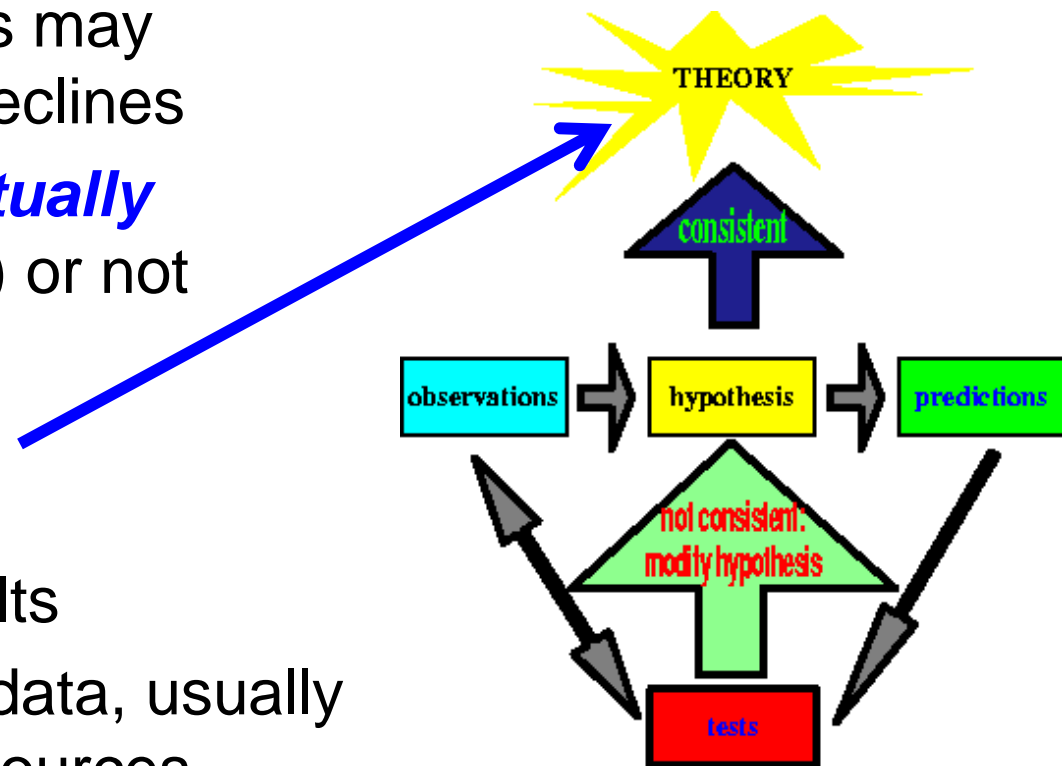 s may
eclines
tually
) or not
lts
data, usually
THEORY
consistent
observations
hypothesis
predictions
not consistent:
modify hypothesis
tests